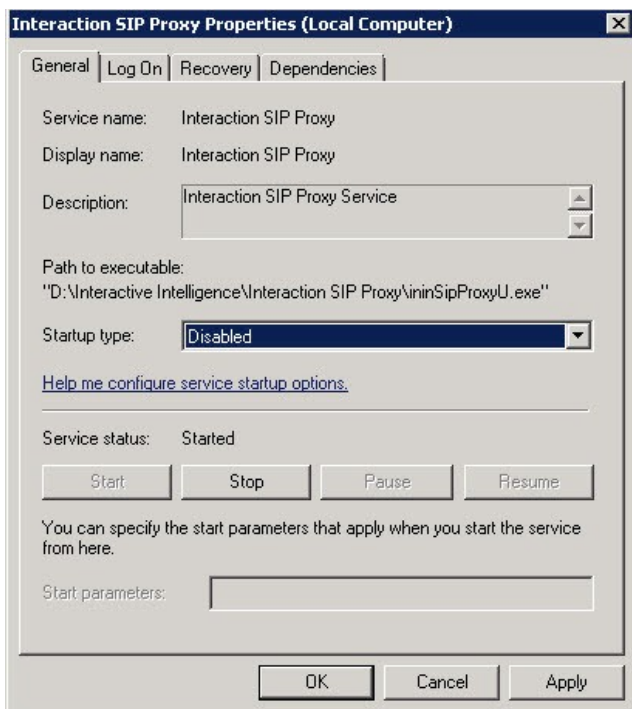 Interaction SIP Proxy Properties (Local Computer)
General Log On Recovery Dependencies
Service name: Interaction SIP Proxy
Display name: Interaction SIP Proxy
Description: Interaction SIP Proxy Service
Path to executable:
"D:\Interactive Intelligence\Interaction SIP Proxy\ininSipProxyU.exe"
Startup type: Disabled
Help me configure service startup options.
Service status: Started
Start Stop Pause Resume
You can specify the start parameters that apply when you start the service
from here.
Start parameters:
OK Cancel Apply